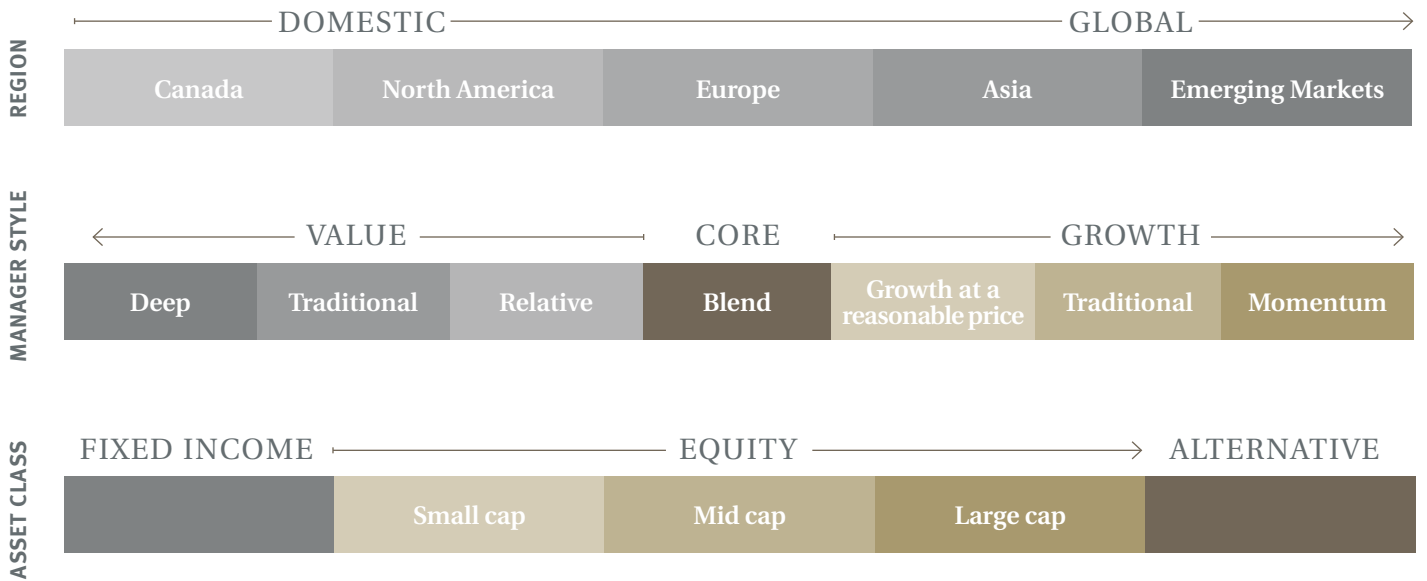 REGION
DOMESTIC GLOBAL
Canada North America Europe Asia Emerging Markets
MANAGER STYLE
VALUE CORE GROWTH
Deep Traditional Relative Blend Growth at a reasonable price Traditional Momentum
ASSET CLASS
FIXED INCOME EQUITY ALTERNATIVE
Small cap Mid cap Large cap